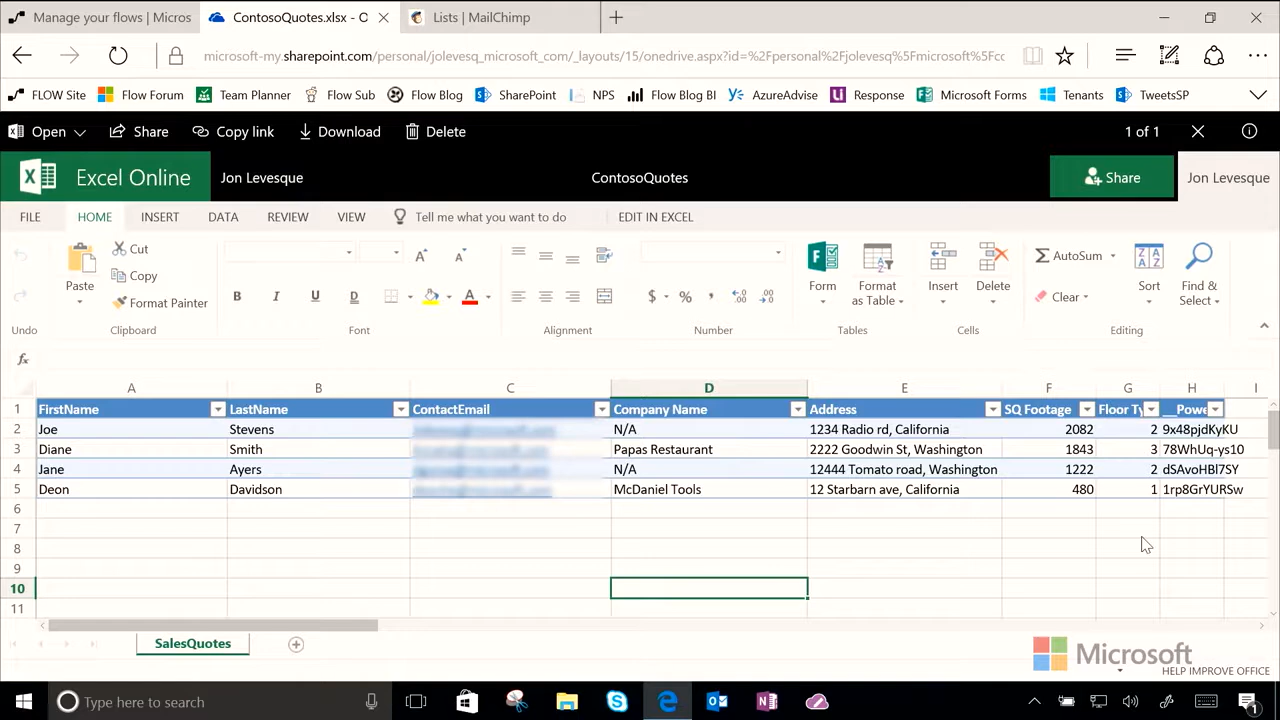 Manage your flows | Micros
ContosoQuotes.xlsx - O
Lists | MailChimp
microsoft-my.sharepoint.com/personal/jolevesq_microsoft_com/_layouts/15/onedrive.aspx?id=%2Fpersonal%2Fjolevesq%5Fmicrosoft%5Fcc
FLOW Site Flow Forum Team Planner Flow Sub Flow Blog SharePoint NPS Flow Blog BI AzureAdvise Response Microsoft Forms Tenants TweetsSP
Open Share Copy link Download Delete 1 of 1
Excel Online Jon Levesque ContosoQuotes Share Jon Levesque
FILE HOME INSERT DATA REVIEW VIEW Tell me what you want to do EDIT IN EXCEL
Cut
Copy
Format Painter
Paste
B I U D A
$ % ,
Form
Format as Table
Insert
Delete
AutoSum
Clear
Sort
Find & Select
Undo Clipboard Font Alignment Number Tables Cells Editing
fx
A B C D E F G H I
1 FirstName LastName ContactEmail Company Name Address SQ Footage Floor Ty __Powe
2 Joe Stevens N/A 1234 Radio rd, California 2082 2 9x48pjdKyKU
3 Diane Smith Papas Restaurant 2222 Goodwin St, Washington 1843 3 78WhUq-ys10
4 Jane Ayers N/A 12444 Tomato road, Washington 1222 2 dSAvoHBl7SY
5 Deon Davidson McDaniel Tools 12 Starbarn ave, California 480 1 1rp8GrYURSw
6
7
8
9
10
11
SalesQuotes
Microsoft
HELP IMPROVE OFFICE
Type here to search